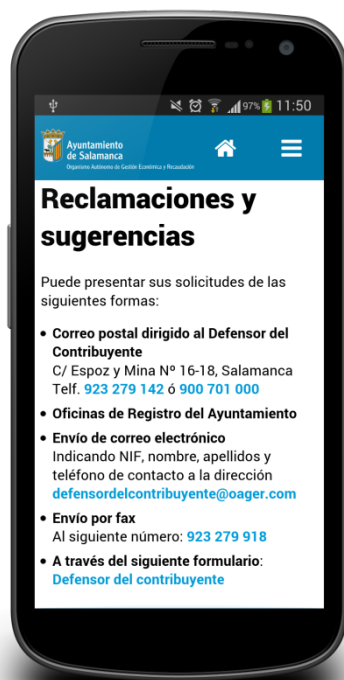 97% 11:50
Ayuntamiento
de Salamanca
Organismo Autónomo de Gestión Económica y Recaudación
Reclamaciones y
sugerencias
Puede presentar sus solicitudes de las
siguientes formas:
• Correo postal dirigido al Defensor del
Contribuyente
C/ Espoz y Mina Nº 16-18, Salamanca
Telf. 923 279 142 ó 900 701 000
• Oficinas de Registro del Ayuntamiento
• Envío de correo electrónico
Indicando NIF, nombre, apellidos y
teléfono de contacto a la dirección
defensordelcontribuyente@oager.com
• Envío por fax
Al siguiente número: 923 279 918
• A través del siguiente formulario:
Defensor del contribuyente